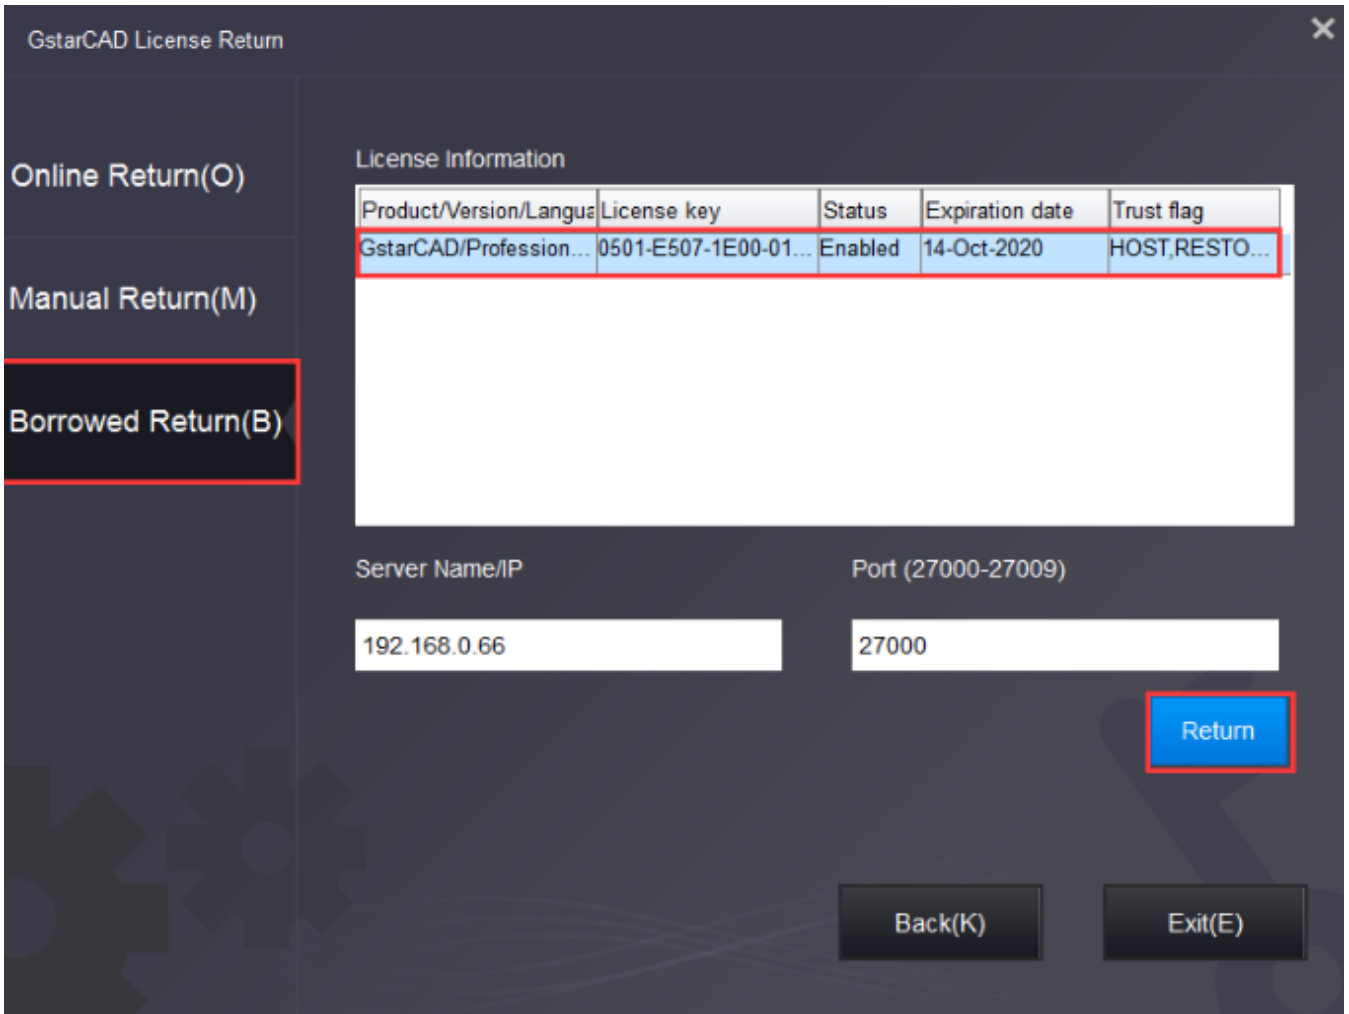 GstarCAD License Return
Online Return(O)
Manual Return(M)
Borrowed Return(B)
License Information
Product/Version/Langua License key Status Expiration date Trust flag
GstarCAD/Profession... 0501-E507-1E00-01... Enabled 14-Oct-2020 HOST,RESTO...
Server Name/IP Port (27000-27009)
192.168.0.66 27000
Return
Back(K) Exit(E)